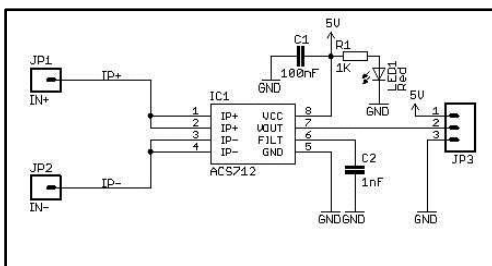 5V
JP1
IP+
IN+
C1
100nF
GND
R1
1K
LED1
Red
GND
5V
IC1
1 IP+ VCC 8
2 IP+ VOUT 7
3 IP- FILT 6
4 IP- GND 5
ACS712
1
2
3
JP3
JP2
IP-
IN-
C2
1nF
GND
GND
GND